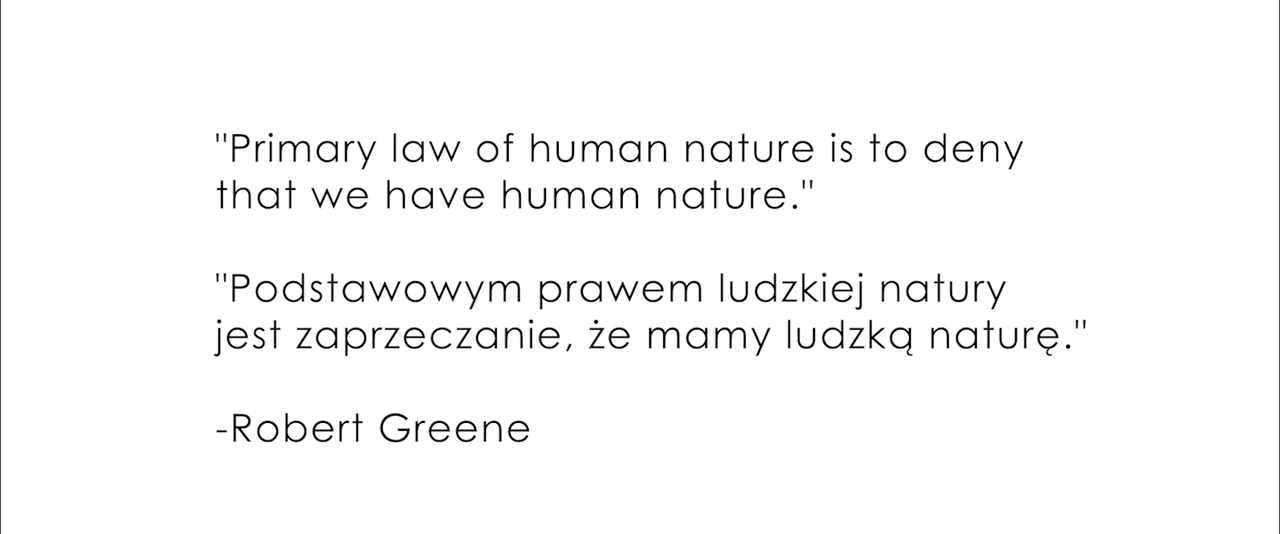 "Primary law of human nature is to deny
that we have human nature."
"Podstawowym prawem ludzkiej natury
jest zaprzeczanie, że mamy ludzką naturę."
-Robert Greene